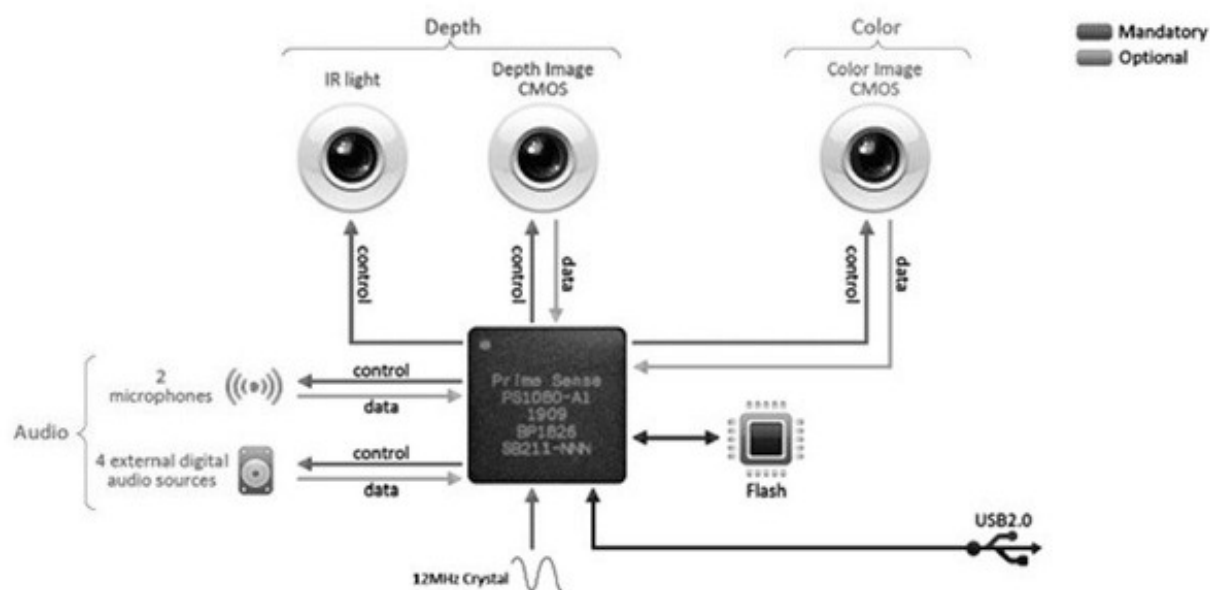 Depth
Color
Mandatory
Optional
IR light
Depth Image
CMOS
Color Image
CMOS
control
control
data
control
data
2
microphones
control
data
Audio
4 external digital
audio sources
control
data
Prime Sense
PS1080-A1
1909
BP1826
SB211-NNN
Flash
USB2.0
12MHz Crystal